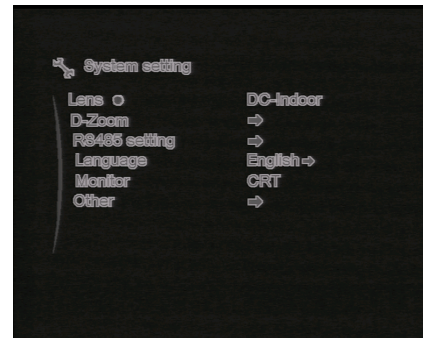 System setting
Lens DC-Indoor
D-Zoom
RS485 setting
Language English
Monitor CRT
Other